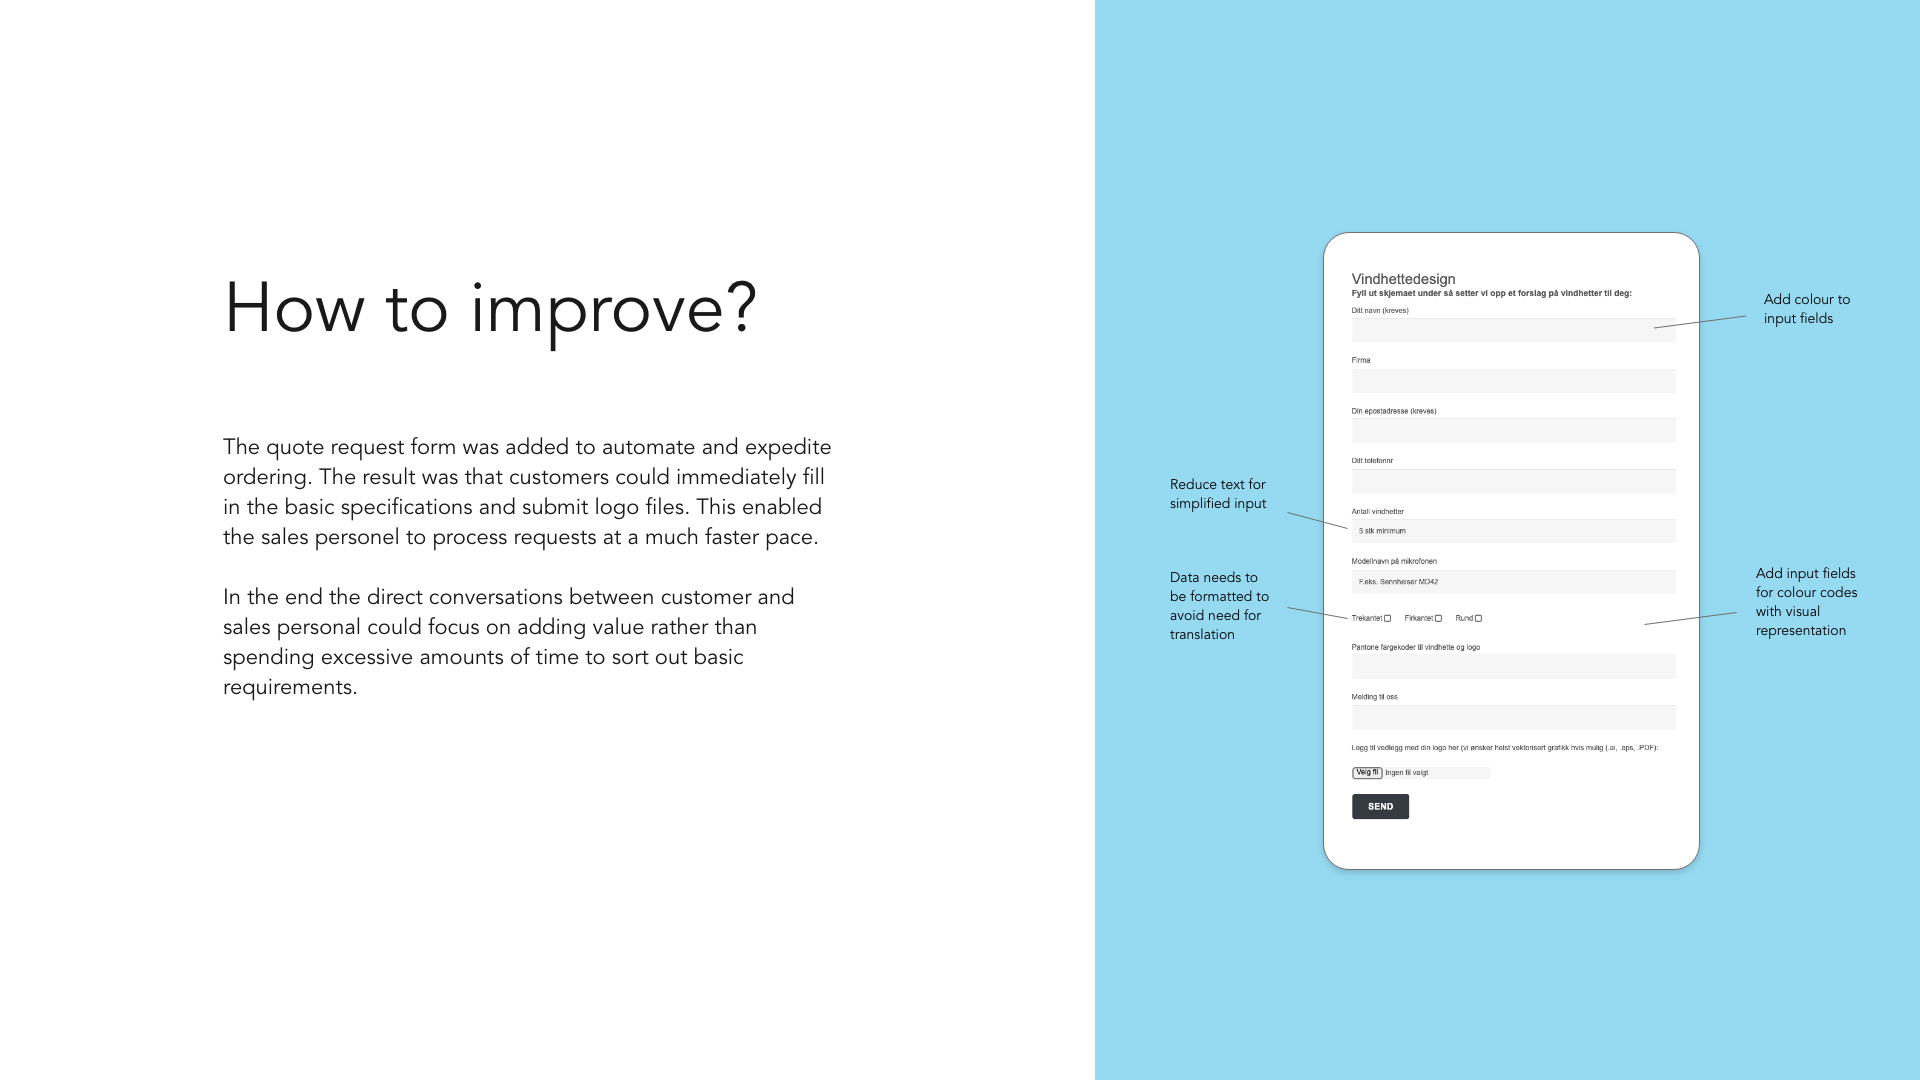 How to improve?
The quote request form was added to automate and expedite
ordering. The result was that customers could immediately fill
in the basic specifications and submit logo files. This enabled
the sales personel to process requests at a much faster pace.
In the end the direct conversations between customer and
sales personal could focus on adding value rather than
spending excessive amounts of time to sort out basic
requirements.
Reduce text for
simplified input
Data needs to
be formatted to
avoid need for
translation
Vindhettedesign
Fyll ut skjemaet under så setter vi opp et forslag på vindhetter til deg:
Ditt navn (kreves)
Firma
Din epostadresse (kreves)
Ditt telefonnr
Antall vindhetter
5 stk minimum
Modellnavn på mikrofonen
F.eks. Sennheiser MD42
Trekantet Firkantet Rund
Pantone fargekoder til vindhette og logo
Melding til oss
Legg til vedlegg med din logo her (vi ønsker helst vektorisert grafikk hvis mulig (.ai, .eps, .PDF):
Velg fil Ingen fil valgt
SEND
Add colour to
input fields
Add input fields
for colour codes
with visual
representation